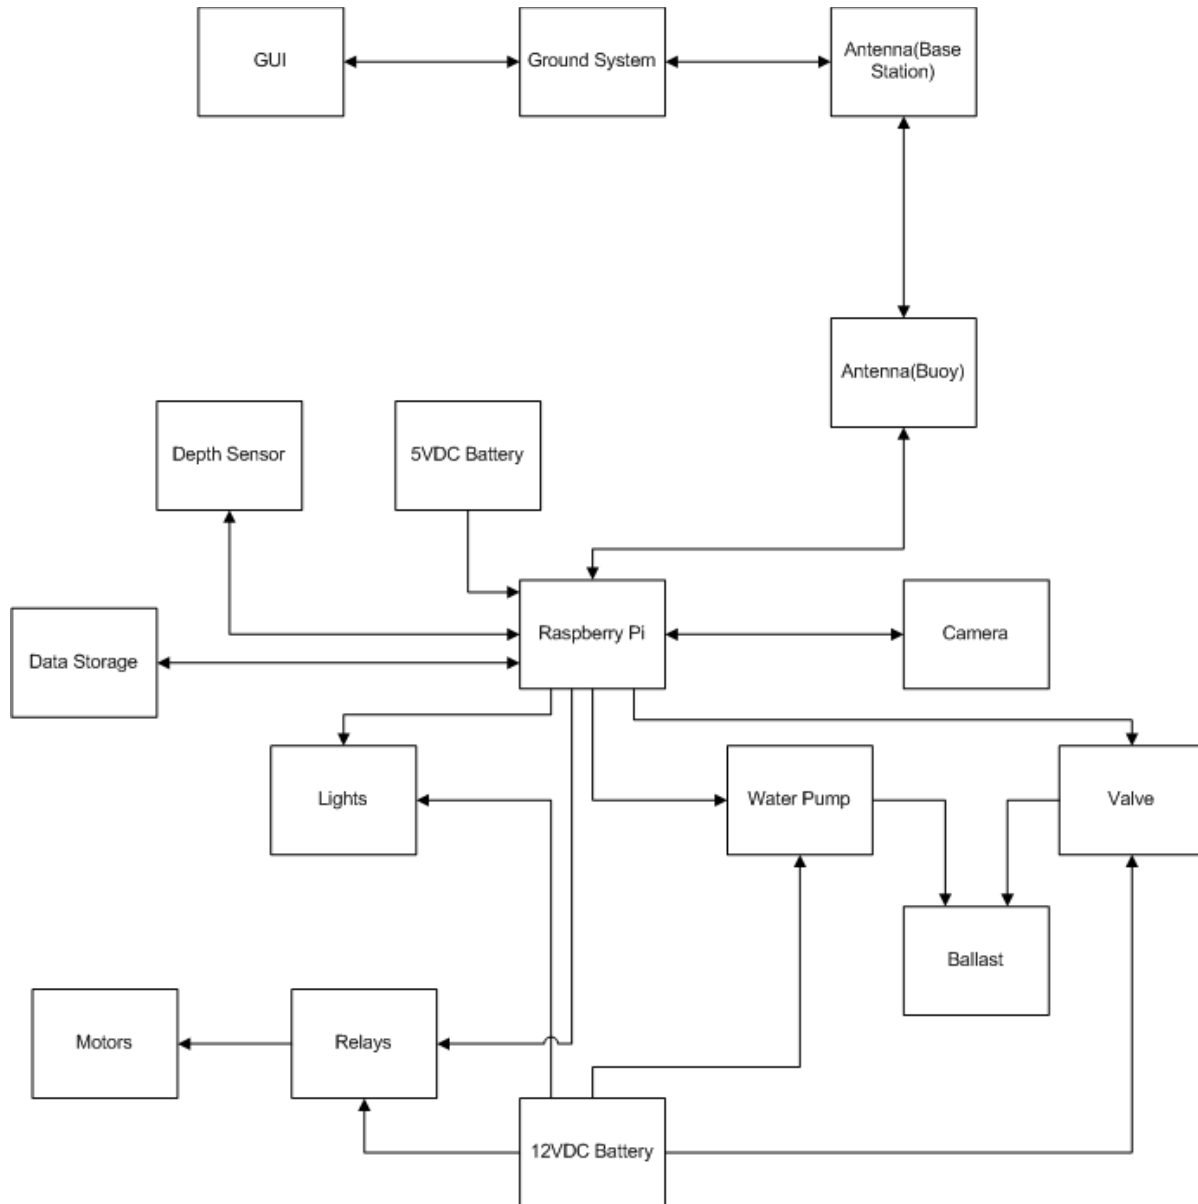 GUI
Ground System
Antenna(Base
Station)
Antenna(Buoy)
Depth Sensor
5VDC Battery
Raspberry Pi
Camera
Data Storage
Lights
Water Pump
Valve
Ballast
Motors
Relays
12VDC Battery